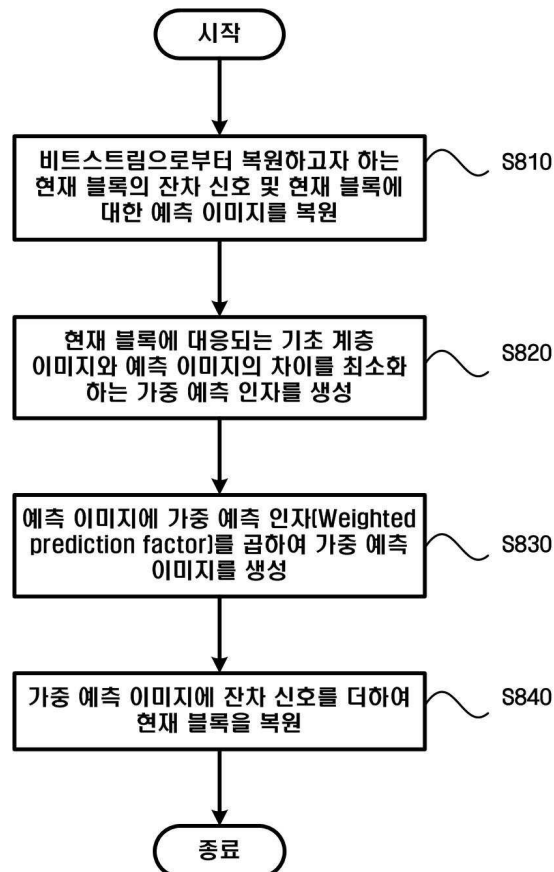 시작
비트스트림으로부터 복원하고자 하는
현재 블록의 잔차 신호 및 현재 블록에
대한 예측 이미지를 복원
S810
현재 블록에 대응되는 기초 계층
이미지와 예측 이미지의 차이를 최소화
하는 가중 예측 인자를 생성
S820
예측 이미지에 가중 예측 인자(Weighted
prediction factor)를 곱하여 가중 예측
이미지를 생성
S830
가중 예측 이미지에 잔차 신호를 더하여
현재 블록을 복원
S840
종료